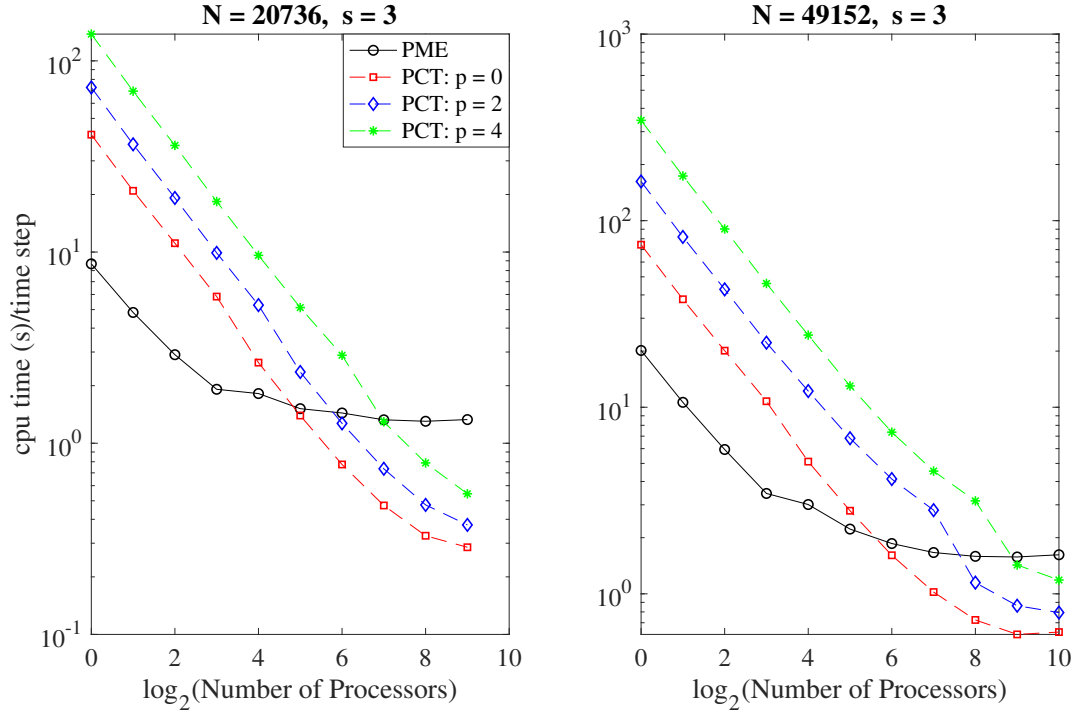 N = 20736, s = 3
cpu time (s)/time step
10^2
10^1
10^0
10^-1
PME
PCT: p = 0
PCT: p = 2
PCT: p = 4
0 2 4 6 8 10
log_2(Number of Processors)
N = 49152, s = 3
10^3
10^2
10^1
10^0
0 2 4 6 8 10
log_2(Number of Processors)